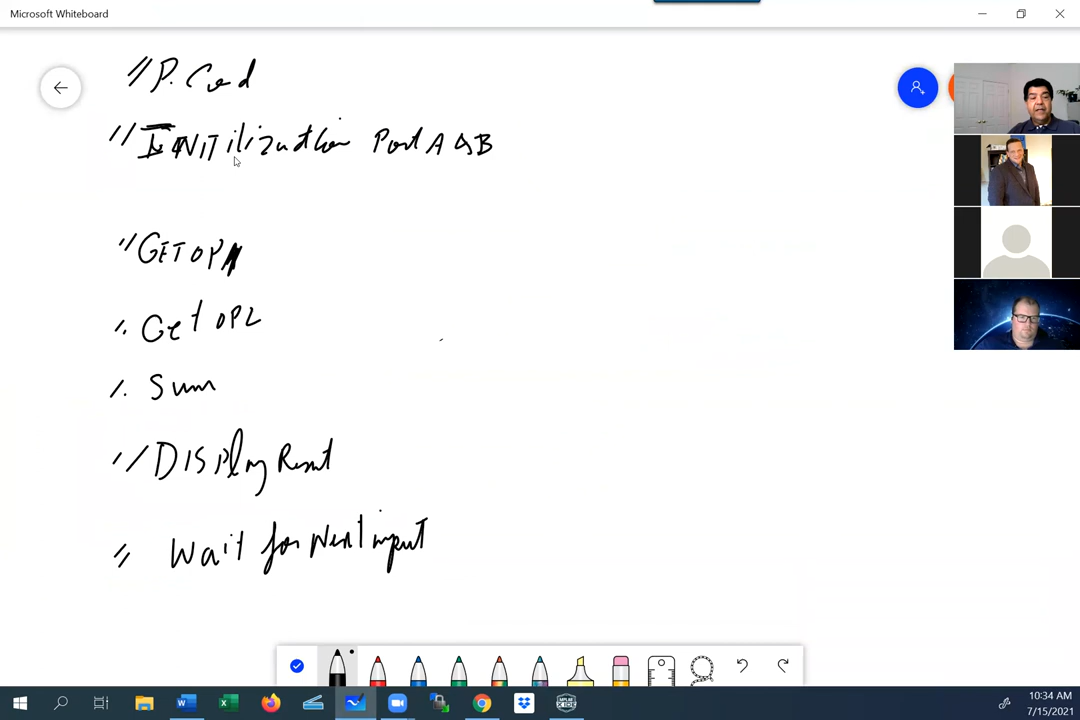 Microsoft Whiteboard
// P. Cod
// INITilization Port A & B
// GET OP1
// Get OP2
// Sum
// DISPlay Result
// Wait for Next input
10:34 AM
7/15/2021